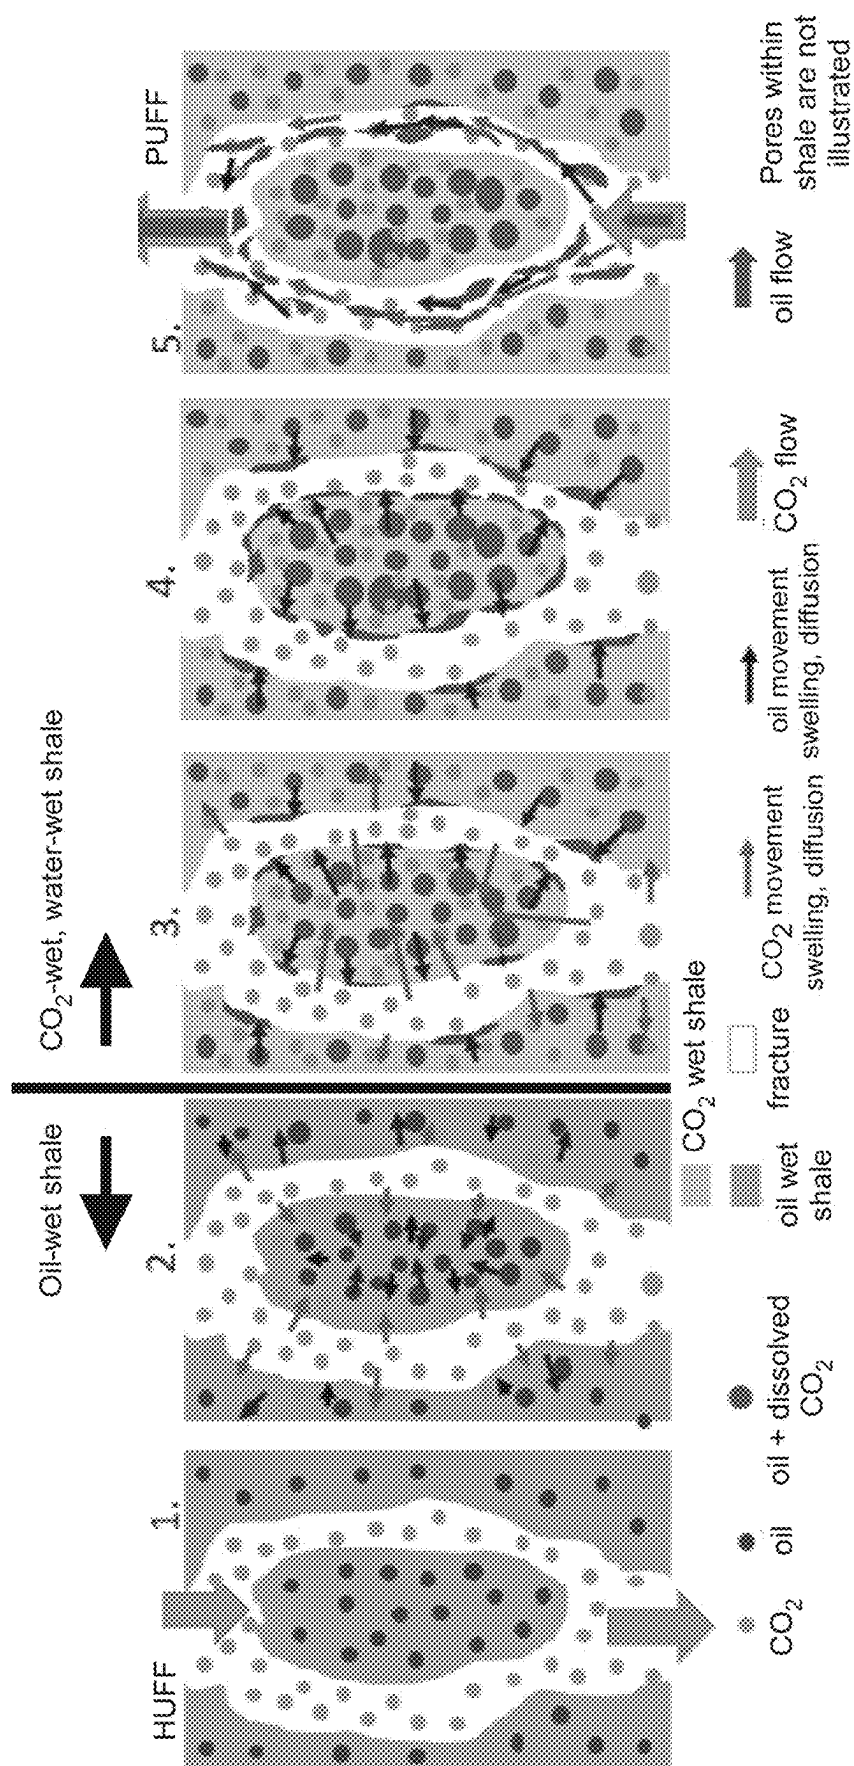 Oil-wet shale
CO2-wet, water-wet shale
HUFF
1.
2.
3.
4.
5.
PUFF
CO2 wet shale
CO2
oil
oil + dissolved
CO2
oil wet
shale
fracture
CO2 movement
swelling, diffusion
oil movement
swelling, diffusion
CO2 flow
oil flow
Pores within
shale are not
illustrated